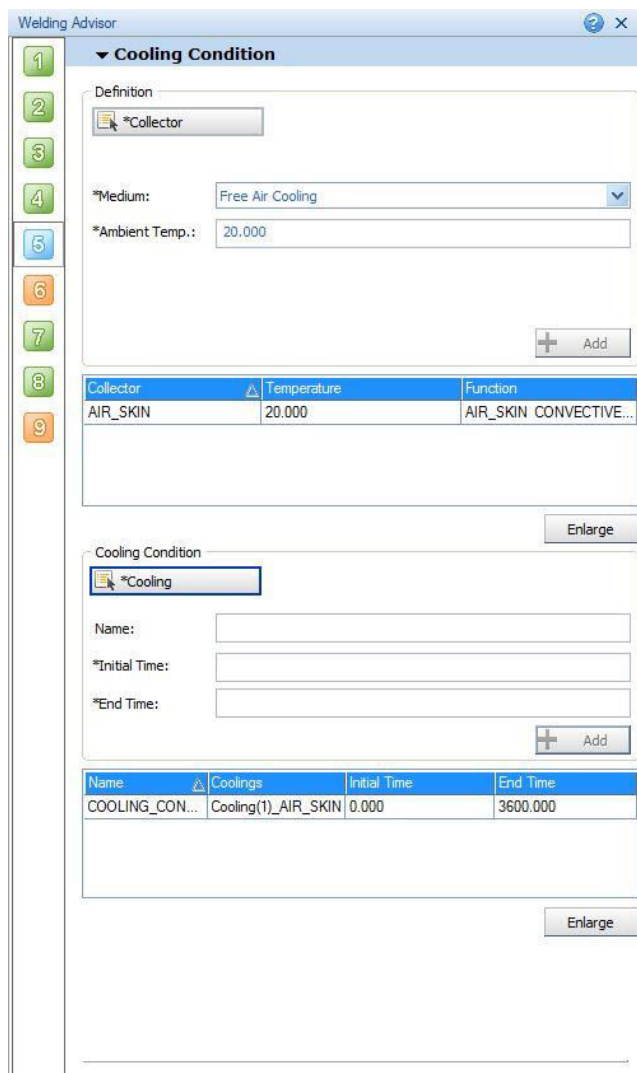 Welding Advisor
1
Cooling Condition
2
3
4
5
6
7
8
9
Definition
*Collector
*Medium: Free Air Cooling
*Ambient Temp.: 20.000
Add
Collector Temperature Function
AIR_SKIN 20.000 AIR_SKIN CONVECTIVE...
Enlarge
Cooling Condition
*Cooling
Name:
*Initial Time:
*End Time:
Add
Name Coolings Initial Time End Time
COOLING_CON... Cooling(1)_AIR_SKIN 0.000 3600.000
Enlarge